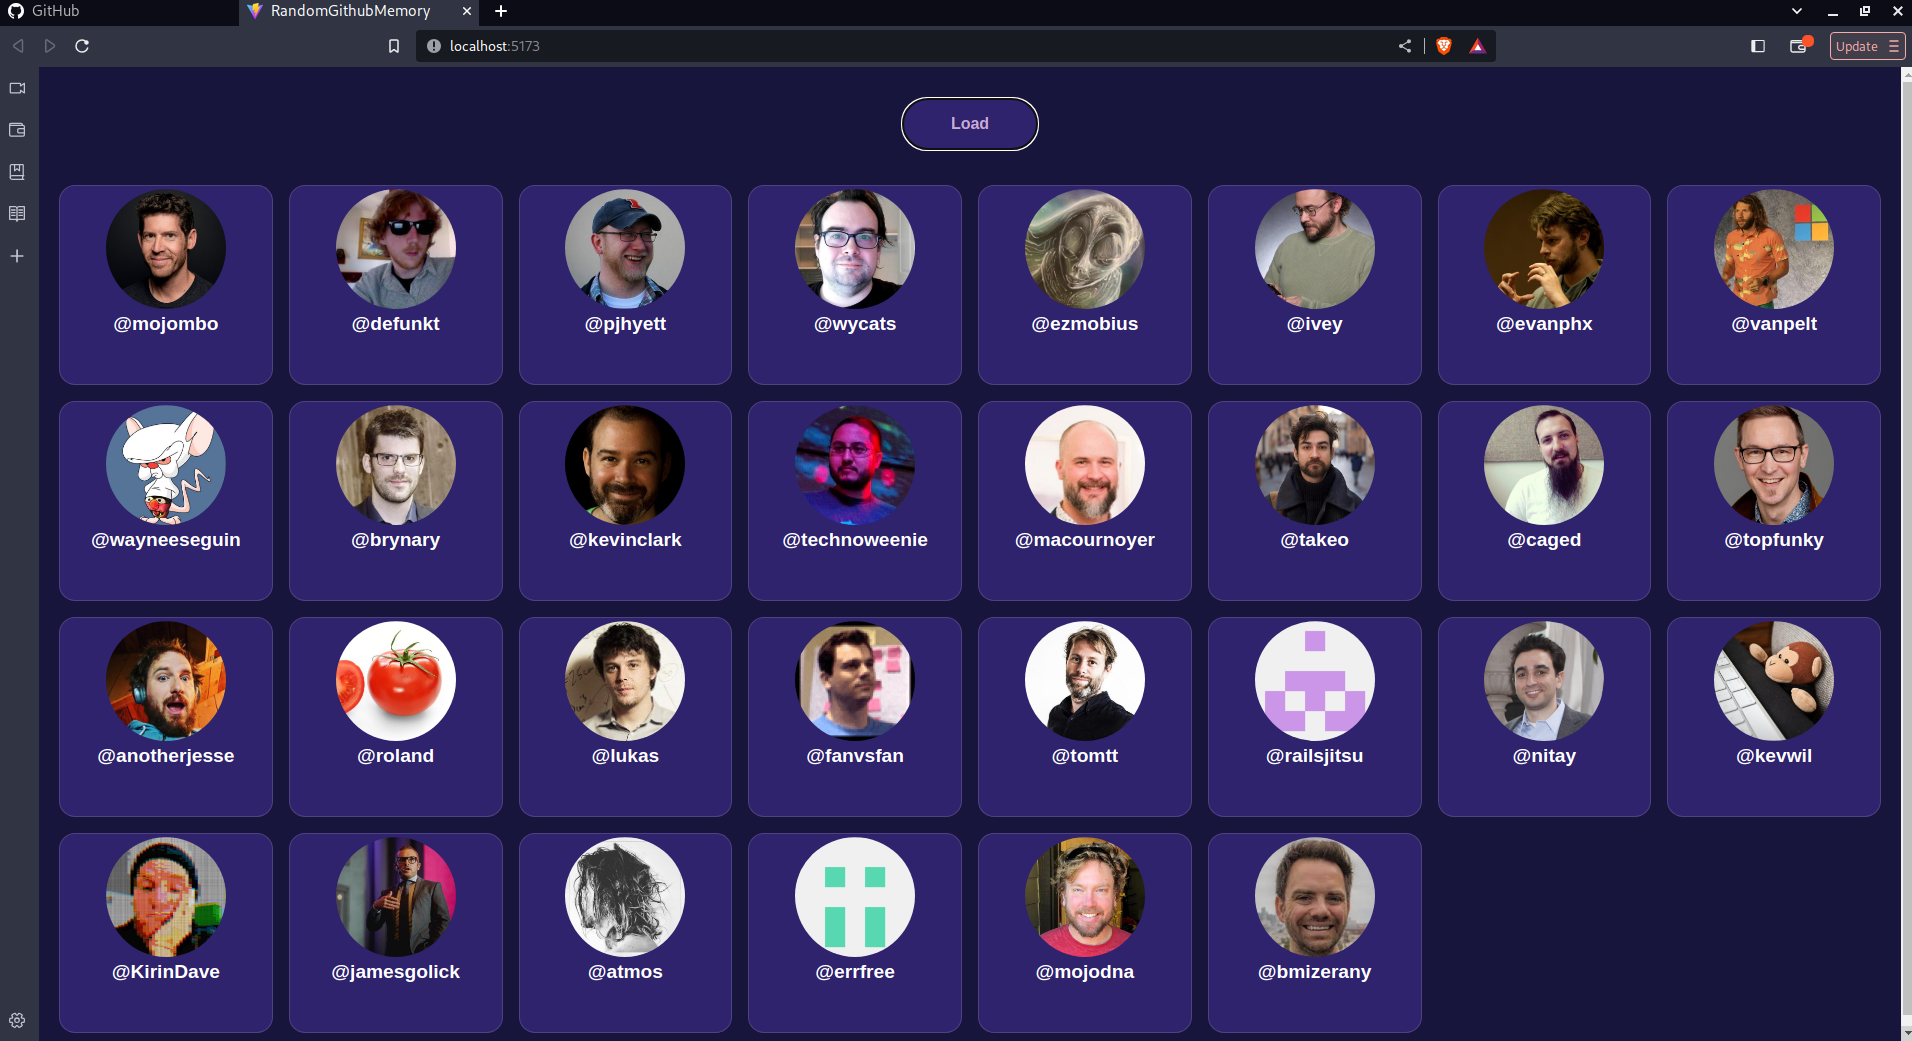 GitHub
RandomGithubMemory
localhost:5173
Update
Load
@mojombo
@defunkt
@pjhyett
@wycats
@ezmobius
@ivey
@evanphx
@vanpelt
@wayneeseguin
@brynary
@kevinclark
@technoweenie
@macournoyer
@takeo
@caged
@topfunky
@anotherjesse
@roland
@lukas
@fanvsfan
@tomtt
@railsjitsu
@nitay
@kevwil
@KirinDave
@jamesgolick
@atmos
@errfree
@mojodna
@bmizerany